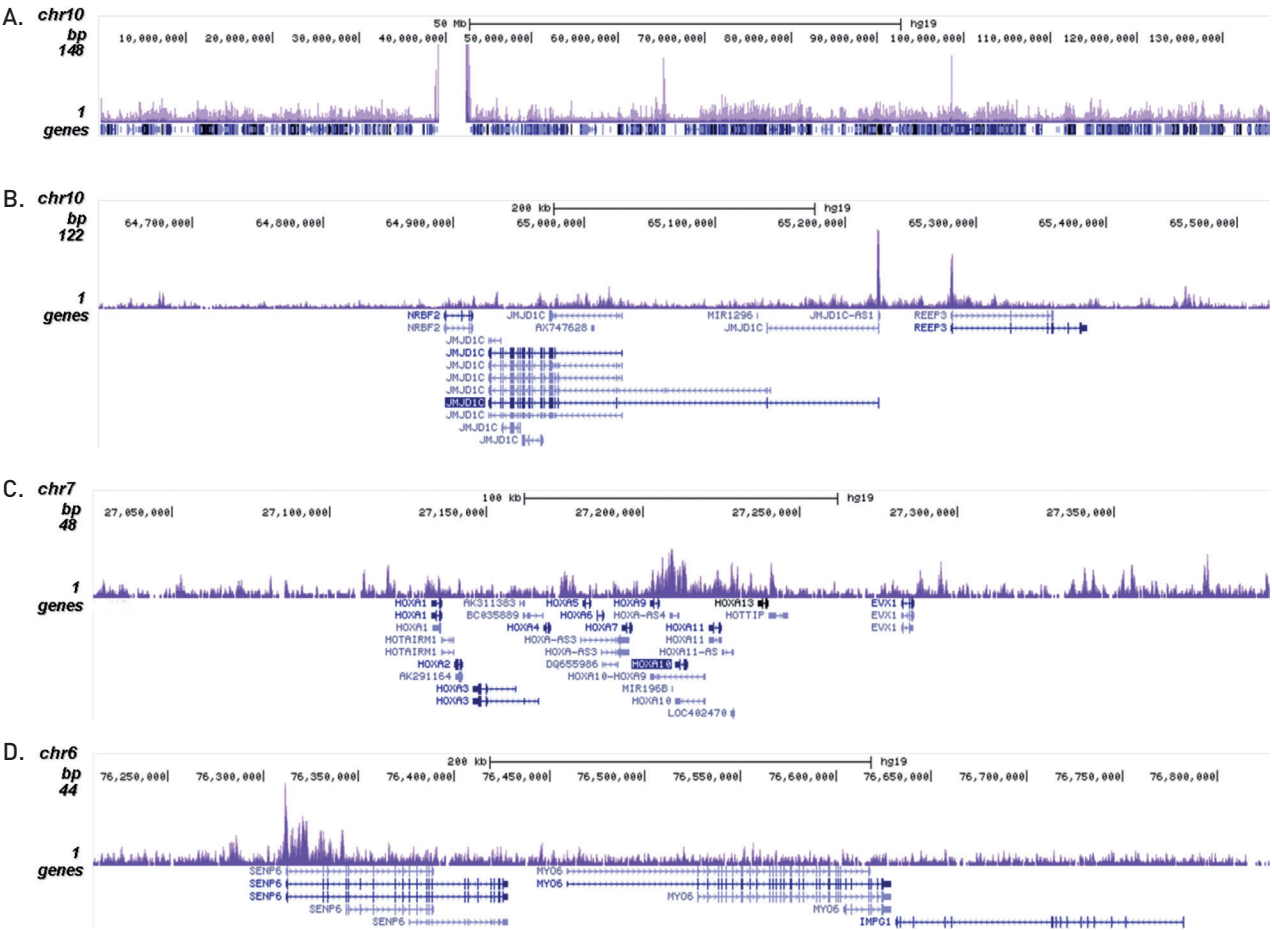 A. chr10
50 Mb hg19
bp 10,000,000| 20,000,000| 30,000,000| 40,000,000| 50,000,000| 60,000,000| 70,000,000| 80,000,000| 90,000,000| 100,000,000| 110,000,000| 120,000,000| 130,000,000|
148
1
genes
B. chr10
200 kb hg19
bp 64,700,000| 64,800,000| 64,900,000| 65,000,000| 65,100,000| 65,200,000| 65,300,000| 65,400,000| 65,500,000|
122
1
genes
NRBF2 JMJD1C MIR1296 JMJD1C-AS1 REEP3
NRBF2 AX747628 JMJD1C REEP3
JMJD1C
JMJD1C
JMJD1C
JMJD1C
JMJD1C
JMJD1C
JMJD1C
JMJD1C
JMJD1C
C. chr7
100 kb hg19
bp 27,050,000| 27,100,000| 27,150,000| 27,200,000| 27,250,000| 27,300,000| 27,350,000|
48
1
genes
HOXA1 AK311383 HOXA5 HOXA9 HOXA13 EVX1
HOXA1 BC035889 HOXA6 HOXA-AS4 HOTTIP EVX1
HOXA1 HOXA4 HOXA7 HOXA11 EVX1
HOTAIRM1 HOXA-AS3 HOXA11
HOTAIRM1 HOXA-AS3 HOXA11-AS
HOXA2 DQ655986 HOXA10
AK291164 HOXA10-HOXA9
HOXA3 MIR196B
HOXA3 HOXA10
LOC402470
D. chr6
200 kb hg19
bp 76,250,000| 76,300,000| 76,350,000| 76,400,000| 76,450,000| 76,500,000| 76,550,000| 76,600,000| 76,650,000| 76,700,000| 76,750,000| 76,800,000|
44
1
genes
SENP6 MYO6
SENP6 MYO6
SENP6 MYO6
SENP6 MYO6
SENP6 IMPG1